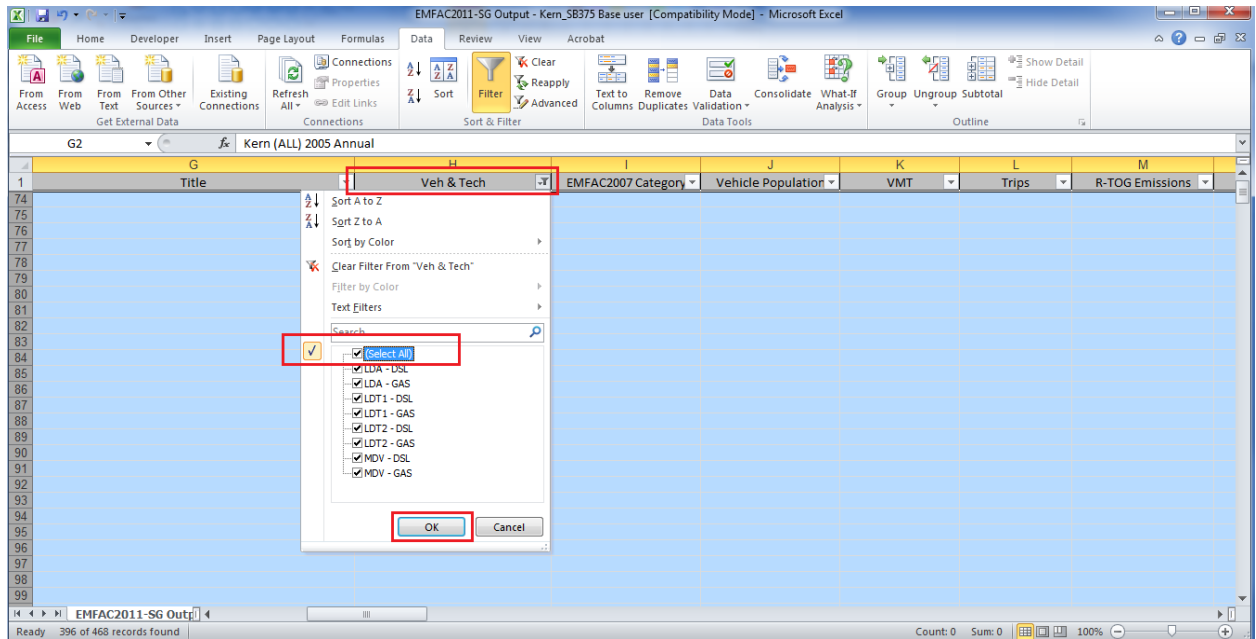 EMFAC2011-SG Output - Kern_SB375 Base user [Compatibility Mode] - Microsoft Excel
File Home Developer Insert Page Layout Formulas Data Review View Acrobat
From Access
From Web
From Text
From Other Sources
Existing Connections
Get External Data
Refresh All
Connections
Properties
Edit Links
Connections
Sort
Filter
Clear
Reapply
Advanced
Sort & Filter
Text to Columns
Remove Duplicates
Data Validation
Consolidate
What-If Analysis
Data Tools
Group
Ungroup
Subtotal
Show Detail
Hide Detail
Outline
G2 fx Kern (ALL) 2005 Annual
G H I J K L M
1 Title Veh & Tech EMFAC2007 Category Vehicle Population VMT Trips R-TOG Emissions
74
75
76
77
78
79
80
81
82
83
84
85
86
87
88
89
90
91
92
93
94
95
96
97
98
99
Sort A to Z
Sort Z to A
Sort by Color
Clear Filter From "Veh & Tech"
Filter by Color
Text Filters
Search
(Select All)
LDA - DSL
LDA - GAS
LDT1 - DSL
LDT1 - GAS
LDT2 - DSL
LDT2 - GAS
MDV - DSL
MDV - GAS
OK Cancel
EMFAC2011-SG Outp
Ready 396 of 468 records found Count: 0 Sum: 0 100%